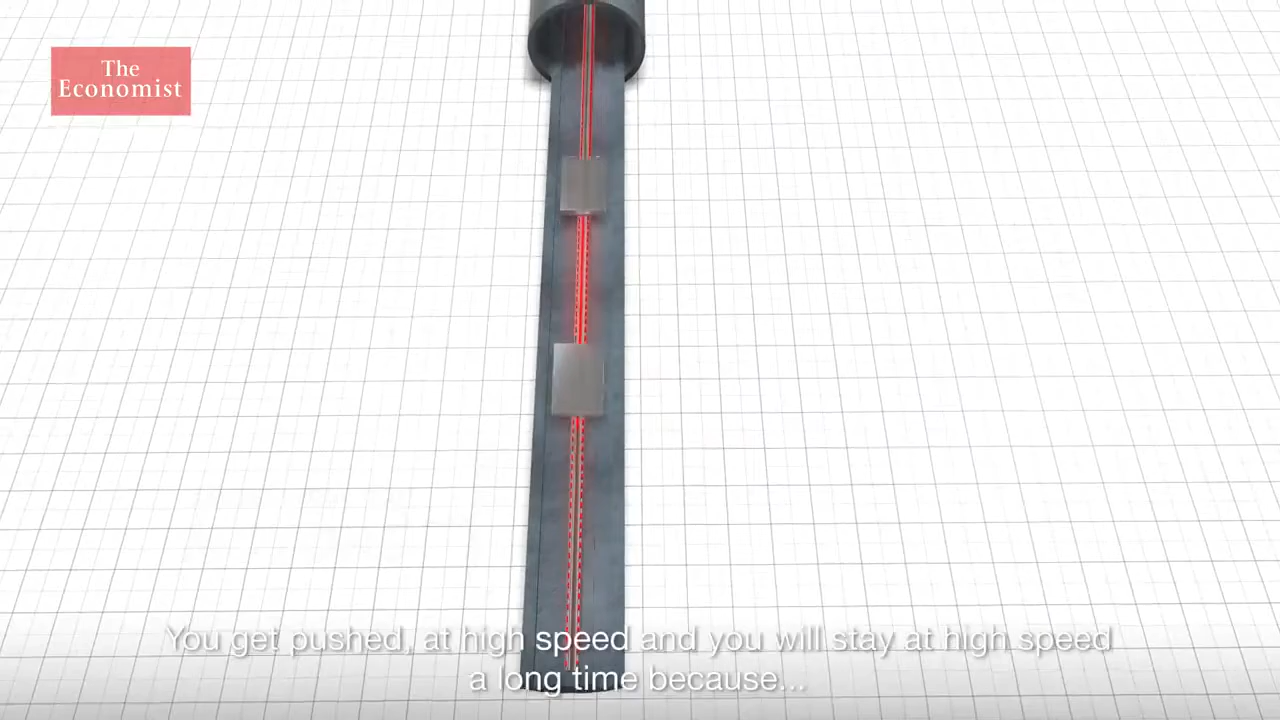 The
Economist
You get pushed, at high speed and you will stay at high speed
a long time because...